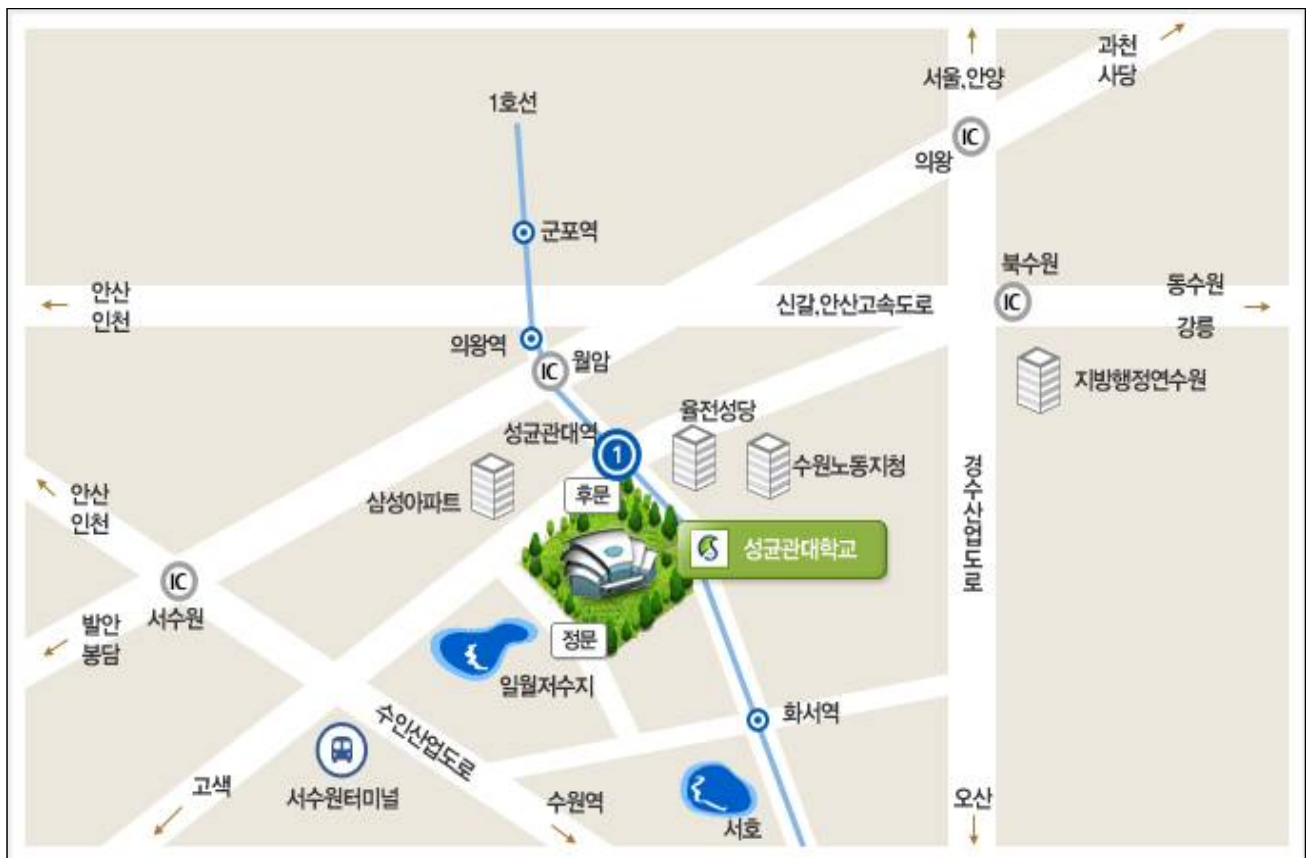 과천
사당
서울,안양
1호선
IC
의왕
군포역
북수원
안산
인천
신갈,안산고속도로
IC
동수원
강릉
의왕역
IC
월암
지방행정연수원
율전성당
성균관대역
1
수원노동지청
경수산업도로
삼성아파트
후문
안산
인천
성균관대학교
IC
서수원
발안
봉담
정문
일월저수지
화서역
수인산업도로
고색
서수원터미널
수원역
서호
오산